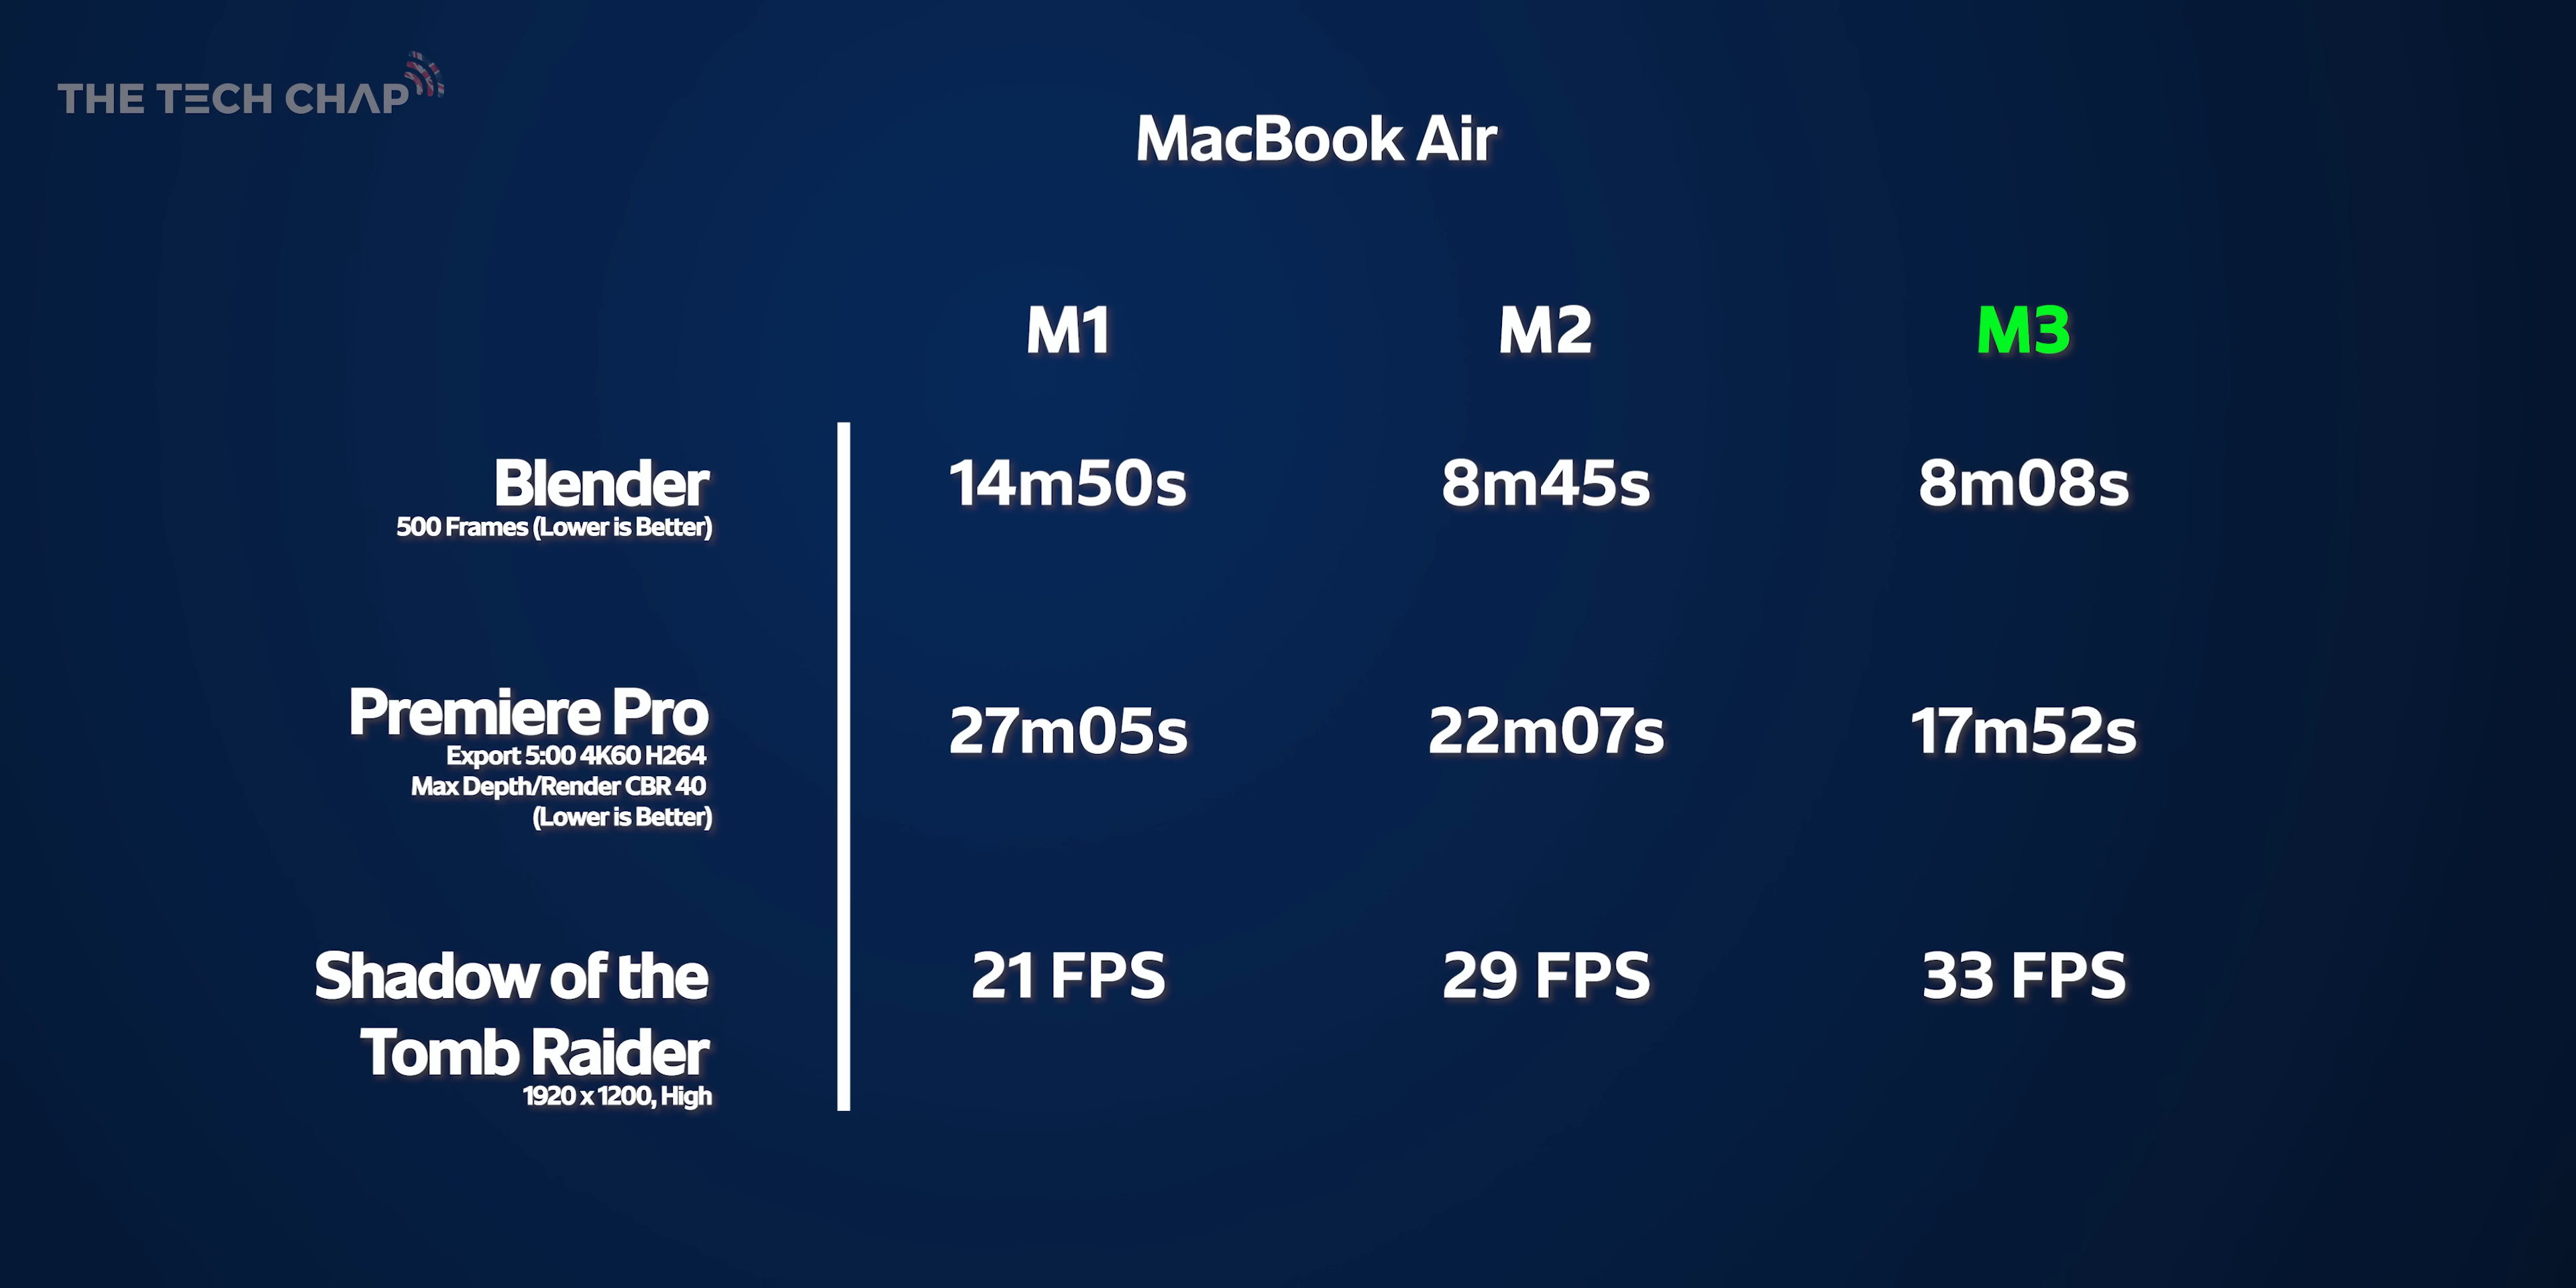 THE TECH CHAP
MacBook Air
M1 M2 M3
Blender 14m50s 8m45s 8m08s
500 Frames (Lower is Better)
Premiere Pro 27m05s 22m07s 17m52s
Export 5:00 4K60 H264
Max Depth/Render CBR 40
(Lower is Better)
Shadow of the 21 FPS 29 FPS 33 FPS
Tomb Raider
1920 x 1200, High